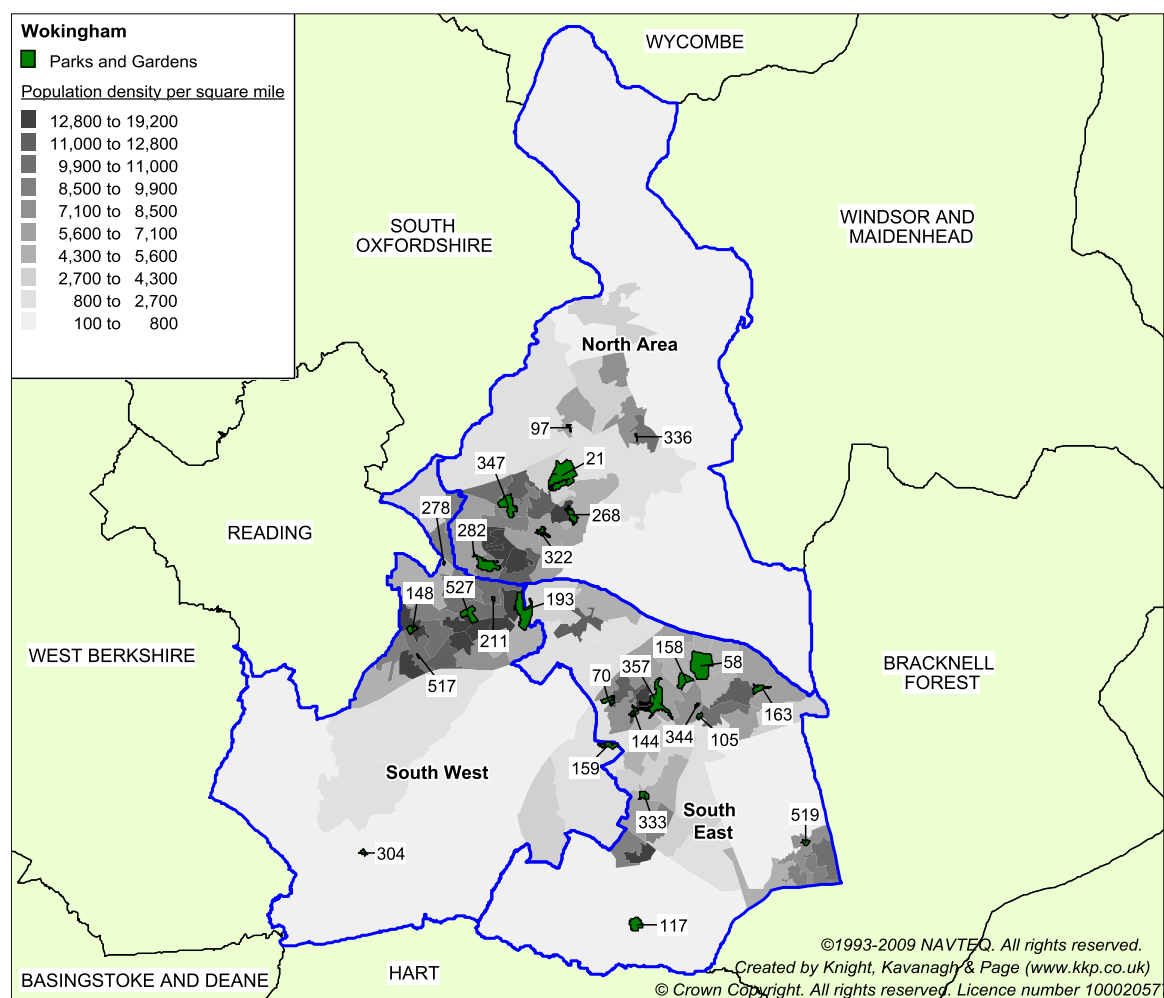 Wokingham
Parks and Gardens
Population density per square mile
12,800 to 19,200
11,000 to 12,800
9,900 to 11,000
8,500 to 9,900
7,100 to 8,500
5,600 to 7,100
4,300 to 5,600
2,700 to 4,300
800 to 2,700
100 to 800
WYCOMBE
SOUTH
OXFORDSHIRE
WINDSOR AND
MAIDENHEAD
North Area
97
336
21
347
278
268
282
322
READING
148
527
193
211
517
WEST BERKSHIRE
158
58
357
70
163
144
344
105
159
BRACKNELL
FOREST
South West
South
East
333
519
304
117
HART
BASINGSTOKE AND DEANE
©1993-2009 NAVTEQ. All rights reserved.
Created by Knight, Kavanagh & Page (www.kkp.co.uk)
© Crown Copyright. All rights reserved. Licence number 10002057